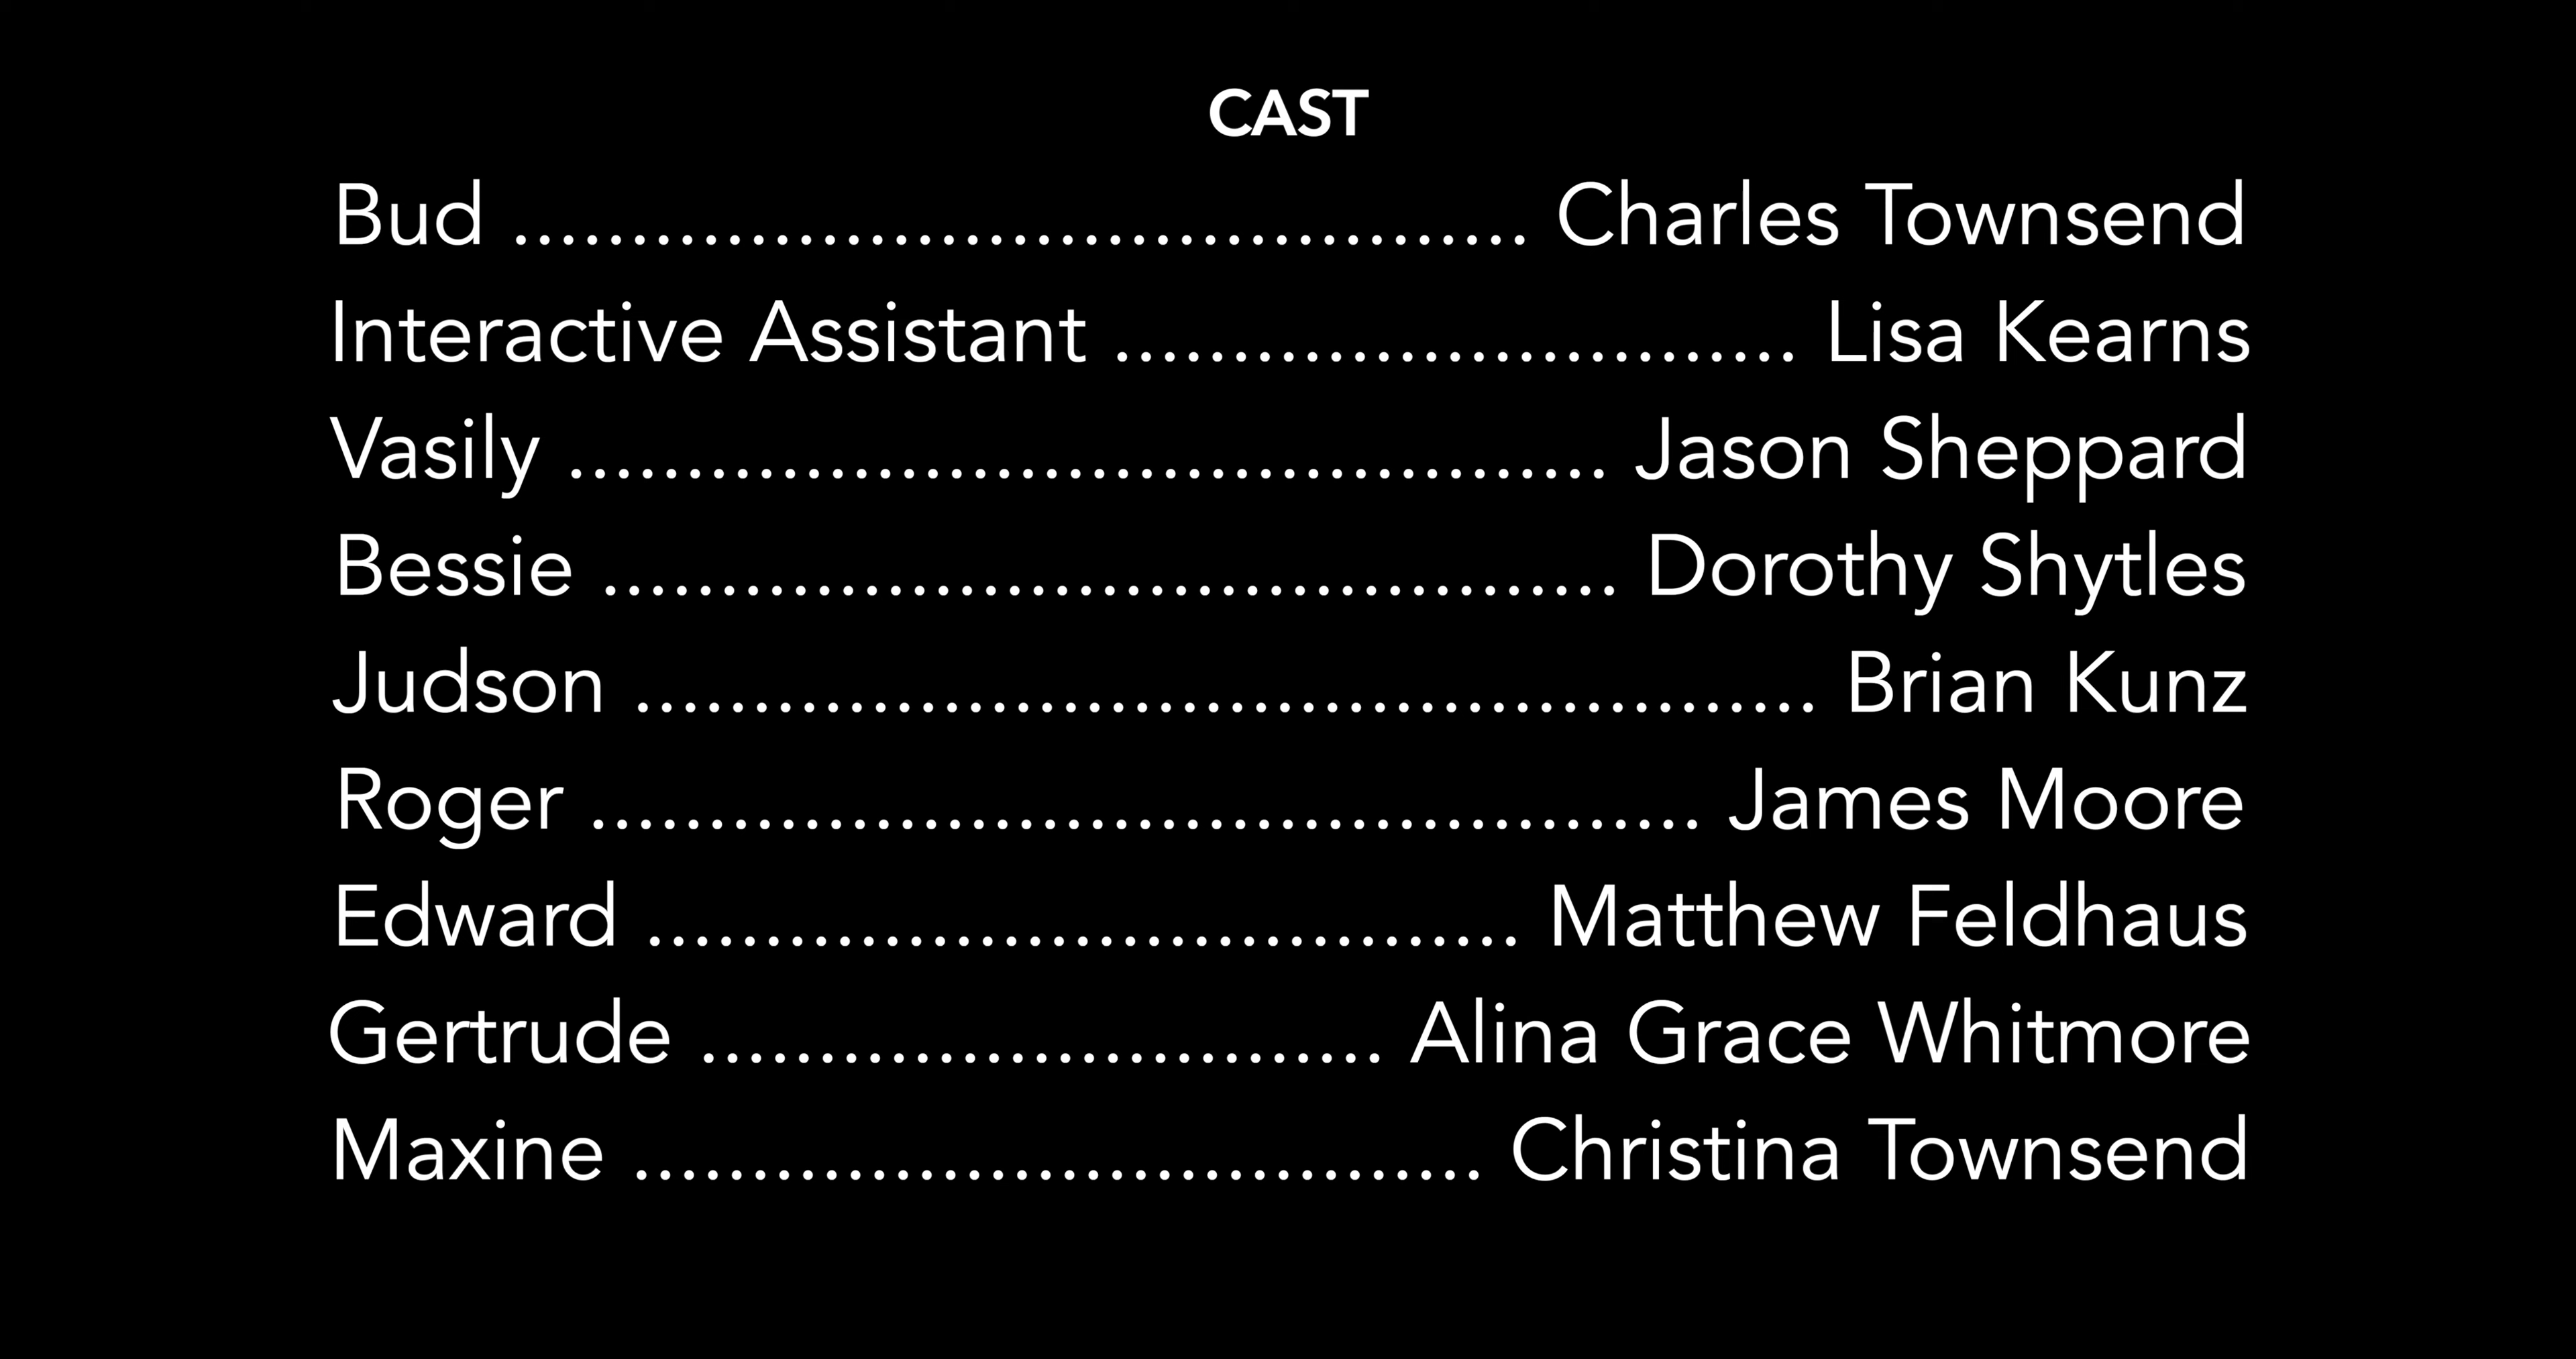 CAST
Bud ........................................... Charles Townsend
Interactive Assistant ............................. Lisa Kearns
Vasily ............................................ Jason Sheppard
Bessie ........................................... Dorothy Shytles
Judson .................................................. Brian Kunz
Roger ............................................... James Moore
Edward ..................................... Matthew Feldhaus
Gertrude ............................. Alina Grace Whitmore
Maxine .................................... Christina Townsend